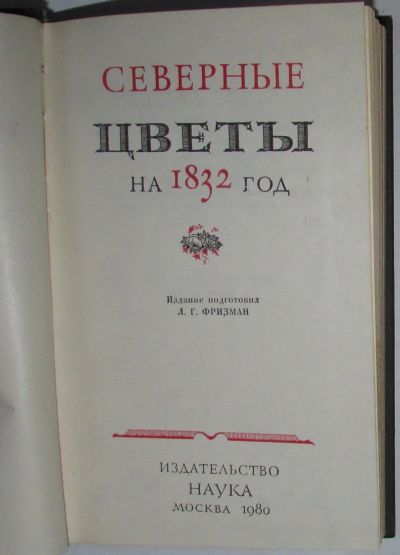 СЕВЕРНЫЕ
ЦВЕТЫ
НА 1832 ГОД
Издание подготовил
Л. Г. ФРИЗМАН
ИЗДАТЕЛЬСТВО
НАУКА
МОСКВА 1980